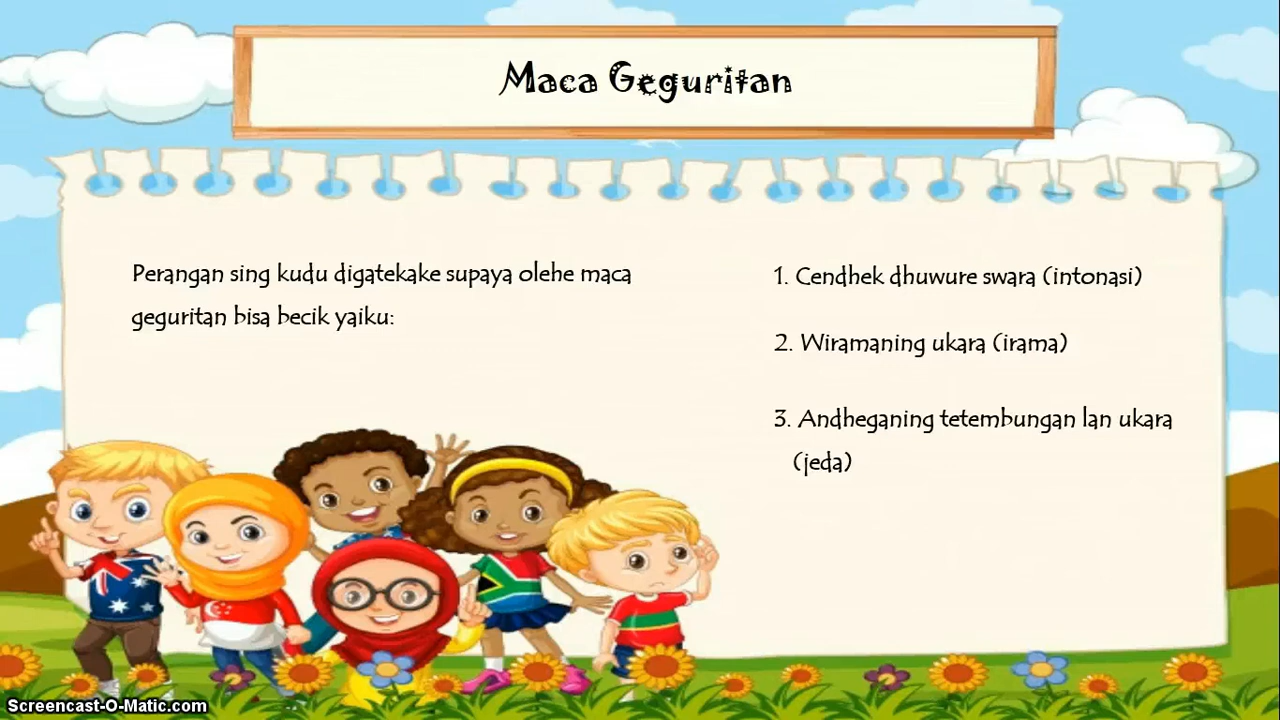 Maca Geguritan
Perangan sing kudu digatekake supaya olehe maca
geguritan bisa becik yaiku:
1. Cendhek dhuwure swara (intonasi)
2. Wiramaning ukara (irama)
3. Andheganing tetembungan lan ukara
(jeda)
Screencast-O-Matic.com